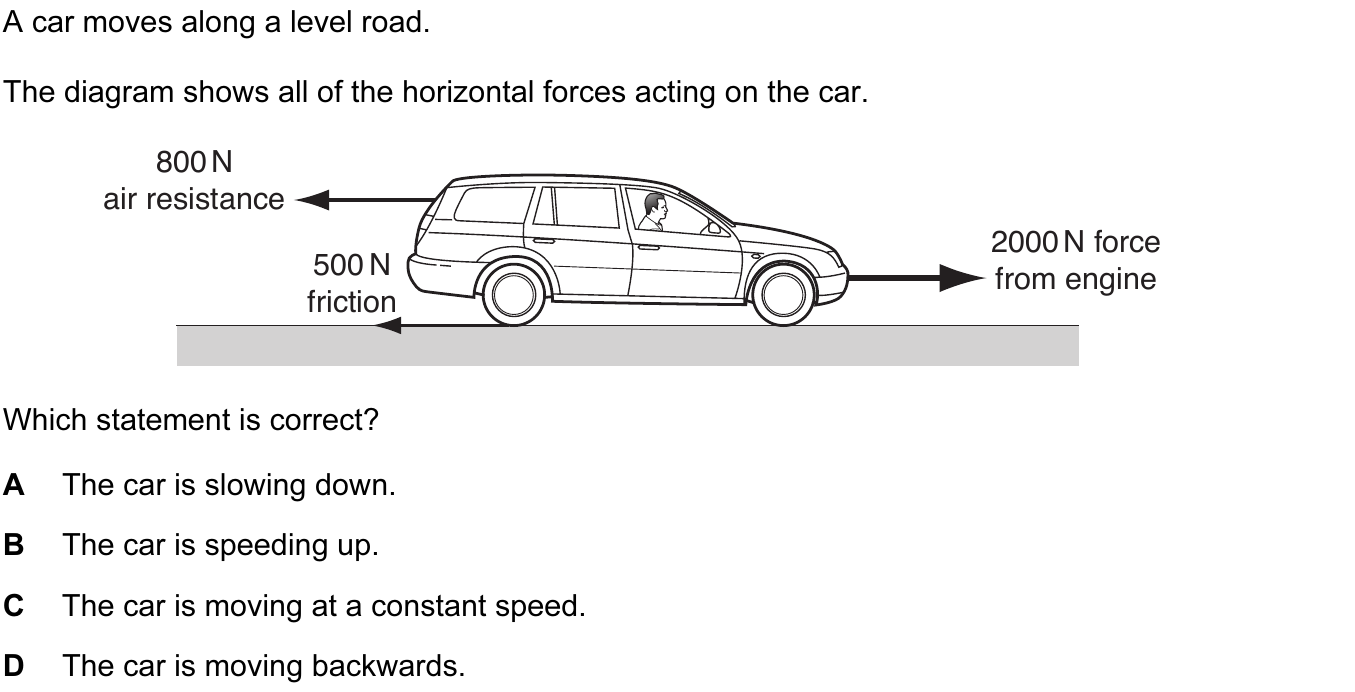 A car moves along a level road.
The diagram shows all of the horizontal forces acting on the car.
800 N
air resistance
500 N
friction
2000 N force
from engine
Which statement is correct?
A The car is slowing down.
B The car is speeding up.
C The car is moving at a constant speed.
D The car is moving backwards.